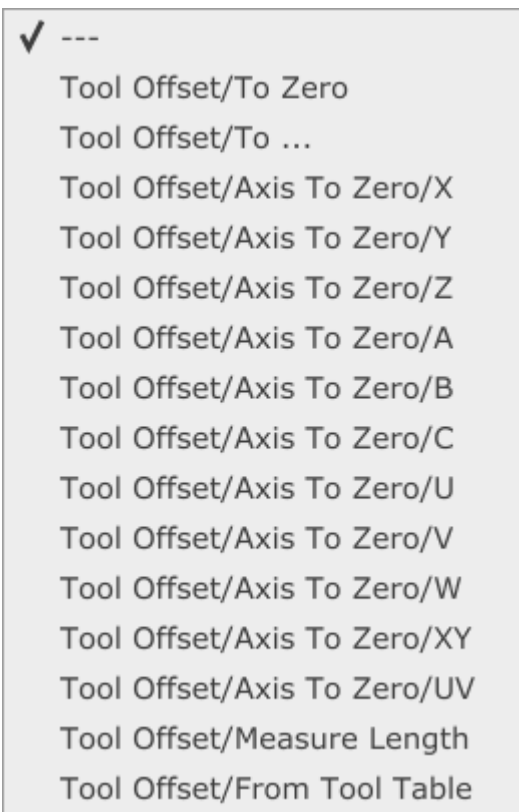 ✓ ---
Tool Offset/To Zero
Tool Offset/To ...
Tool Offset/Axis To Zero/X
Tool Offset/Axis To Zero/Y
Tool Offset/Axis To Zero/Z
Tool Offset/Axis To Zero/A
Tool Offset/Axis To Zero/B
Tool Offset/Axis To Zero/C
Tool Offset/Axis To Zero/U
Tool Offset/Axis To Zero/V
Tool Offset/Axis To Zero/W
Tool Offset/Axis To Zero/XY
Tool Offset/Axis To Zero/UV
Tool Offset/Measure Length
Tool Offset/From Tool Table